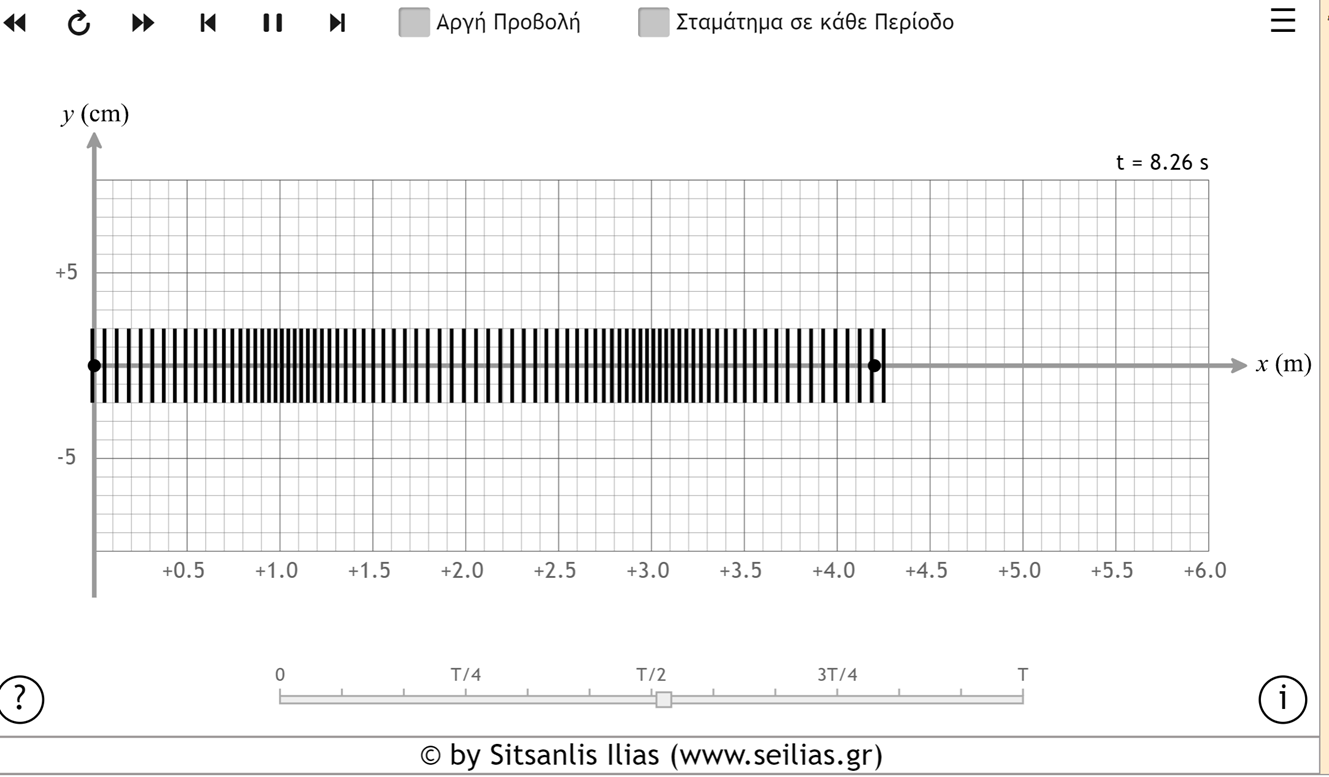 Αργή Προβολή Σταμάτημα σε κάθε Περίοδο
y (cm)
t = 8.26 s
+5
x (m)
-5
+0.5 +1.0 +1.5 +2.0 +2.5 +3.0 +3.5 +4.0 +4.5 +5.0 +5.5 +6.0
0 T/4 T/2 3T/4 T
? i
© by Sitsanlis Ilias (www.seilias.gr)